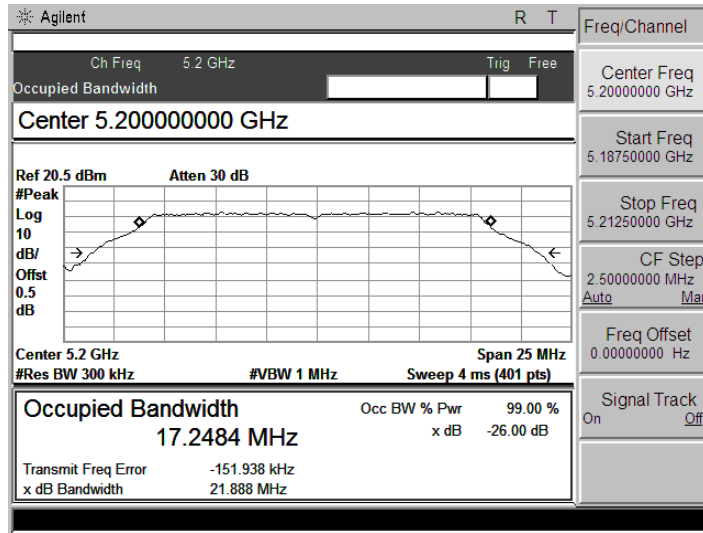 Agilent
R T
Freq/Channel
Ch Freq 5.2 GHz Trig Free
Occupied Bandwidth
Center 5.200000000 GHz
Ref 20.5 dBm Atten 30 dB
#Peak
Log
10
dB/
Offst
0.5
dB
Center 5.2 GHz Span 25 MHz
#Res BW 300 kHz #VBW 1 MHz Sweep 4 ms (401 pts)
Occupied Bandwidth
17.2484 MHz
Occ BW % Pwr 99.00 %
x dB -26.00 dB
Transmit Freq Error -151.938 kHz
x dB Bandwidth 21.888 MHz
Center Freq
5.20000000 GHz
Start Freq
5.18750000 GHz
Stop Freq
5.21250000 GHz
CF Step
2.50000000 MHz
Auto Man
Freq Offset
0.00000000 Hz
Signal Track
On Off